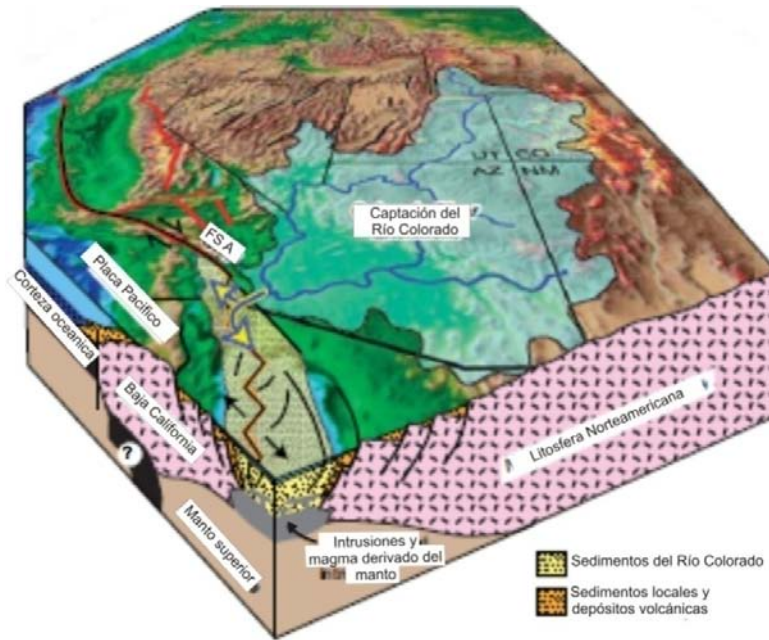 UT CO
AZ NM
Captación del
Río Colorado
FS A
Placa Pacifico
Corteza oceanica
Baja California
Litosfera Norteamericana
?
Manto superior
Intrusiones y
magma derivado del
manto
Sedimentos del Río Colorado
Sedimentos locales y
depósitos volcánicas